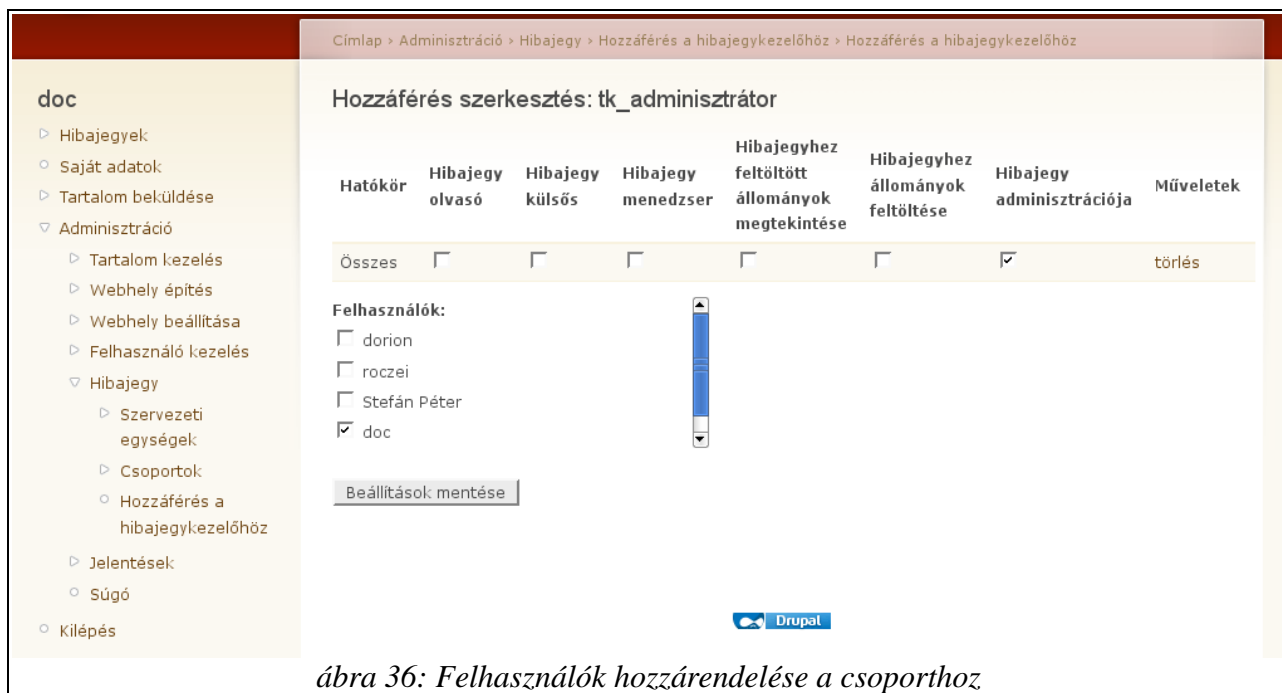 Címlap › Adminisztráció › Hibajegy › Hozzáférés a hibajegykezelőhöz › Hozzáférés a hibajegykezelőhöz
doc
Hibajegyek
Saját adatok
Tartalom beküldése
Adminisztráció
Tartalom kezelés
Webhely építés
Webhely beállítása
Felhasználó kezelés
Hibajegy
Szervezeti
egységek
Csoportok
Hozzáférés a
hibajegykezelőhöz
Jelentések
Súgó
Kilépés
Hozzáférés szerkesztés: tk_adminisztrátor
Hatókör
Hibajegy
olvasó
Hibajegy
külsős
Hibajegy
menedzser
Hibajegyhez
feltöltött
állományok
megtekintése
Hibajegyhez
állományok
feltöltése
Hibajegy
adminisztrációja
Műveletek
Összes
törlés
Felhasználók:
dorion
roczei
Stefán Péter
doc
Beállítások mentése
Drupal
ábra 36: Felhasználók hozzárendelése a csoporthoz